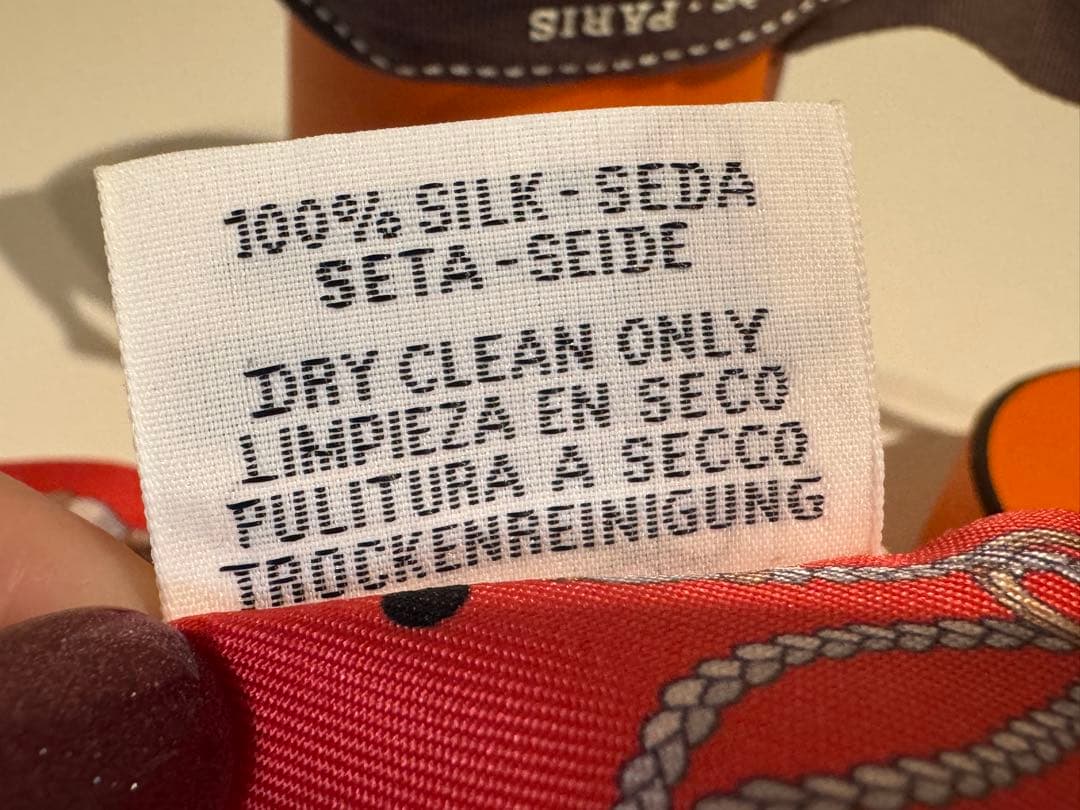 PARIS
100% SILK-SEDA
SETA-SEIDE
DRY CLEAN ONLY
LIMPIEZA EN SECO
PULITURA A SECCO
TROCKENREINIGUNG